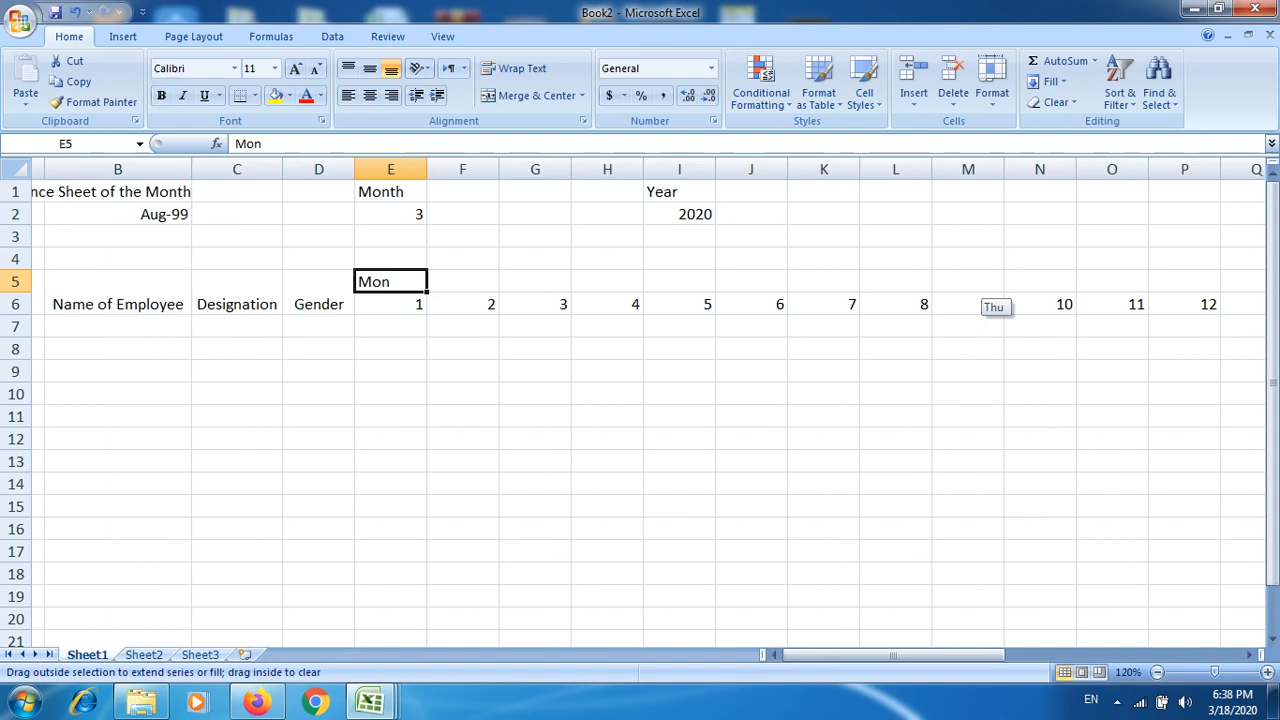 Book2 - Microsoft Excel
Home Insert Page Layout Formulas Data Review View
Paste Cut Copy Format Painter Clipboard
Calibri 11 B I U A Font
Wrap Text Merge & Center Alignment
General $ % , Number
Conditional Formatting Format as Table Cell Styles Styles
Insert Delete Format Cells
Σ AutoSum Fill Clear Sort & Filter Find & Select Editing
E5 fx Mon
B C D E F G H I J K L M N O P Q
1 nce Sheet of the Month Month Year
2 Aug-99 3 2020
3
4
5 Mon
6 Name of Employee Designation Gender 1 2 3 4 5 6 7 8 Thu 10 11 12
7
8
9
10
11
12
13
14
15
16
17
18
19
20
21
Sheet1 Sheet2 Sheet3
Drag outside selection to extend series or fill; drag inside to clear 120%
EN 6:38 PM
3/18/2020